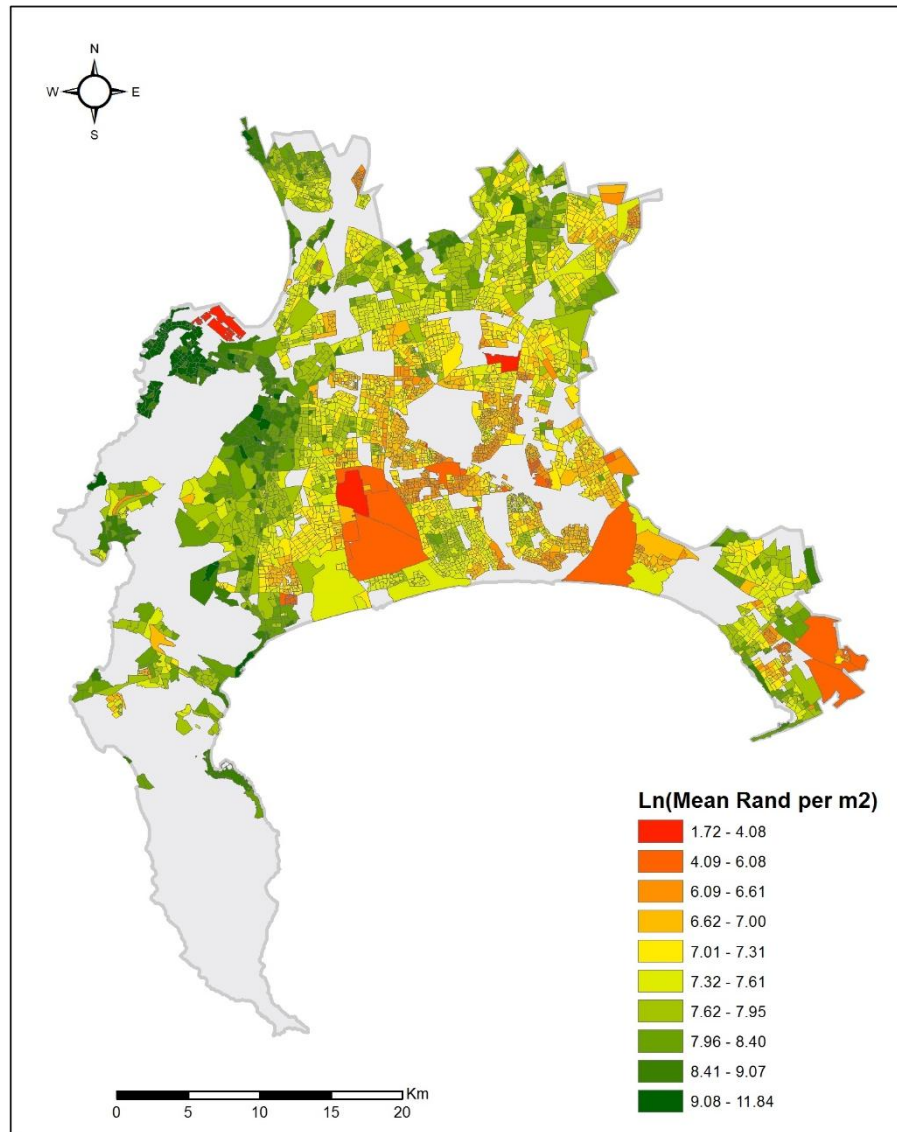 N
W E
S
Ln(Mean Rand per m2)
1.72 - 4.08
4.09 - 6.08
6.09 - 6.61
6.62 - 7.00
7.01 - 7.31
7.32 - 7.61
7.62 - 7.95
7.96 - 8.40
8.41 - 9.07
9.08 - 11.84
Km
0 5 10 15 20